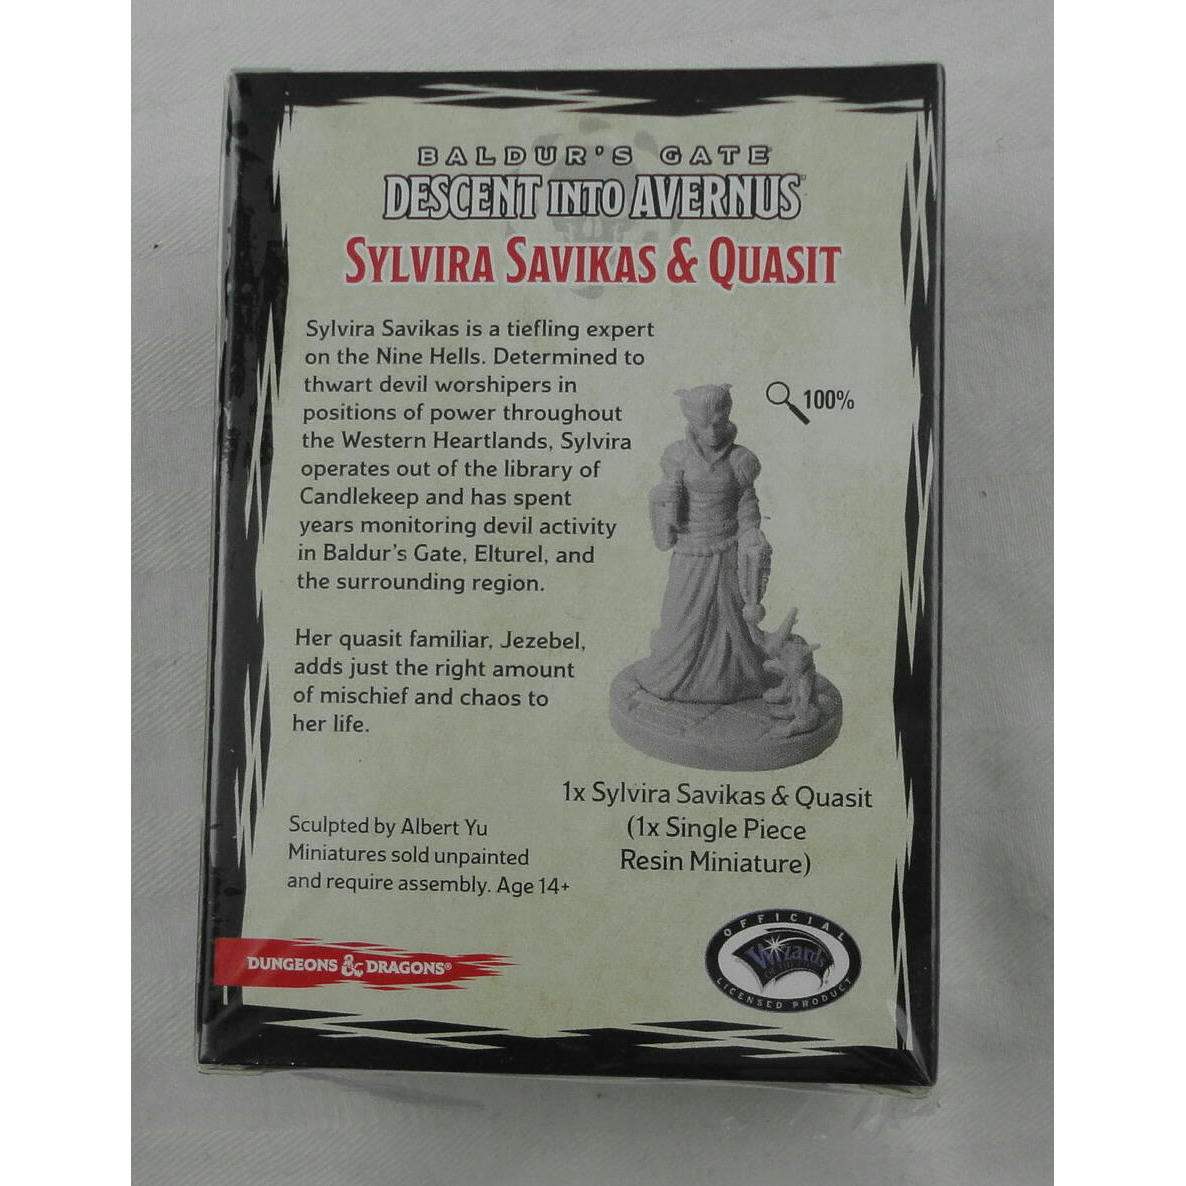 BALDUR'S GATE
DESCENT INTO AVERNUS
SYLVIRA SAVIKAS & QUASIT
Sylvira Savikas is a tiefling expert
on the Nine Hells. Determined to
thwart devil worshipers in
positions of power throughout
the Western Heartlands, Sylvira
operates out of the library of
Candlekeep and has spent
years monitoring devil activity
in Baldur's Gate, Elturel, and
the surrounding region.
100%
Her quasit familiar, Jezebel,
adds just the right amount
of mischief and chaos to
her life.
1x Sylvira Savikas & Quasit
(1x Single Piece
Resin Miniature)
Sculpted by Albert Yu
Miniatures sold unpainted
and require assembly. Age 14+
DUNGEONS & DRAGONS®
OFFICIAL
Wizards
LICENSED PRODUCT